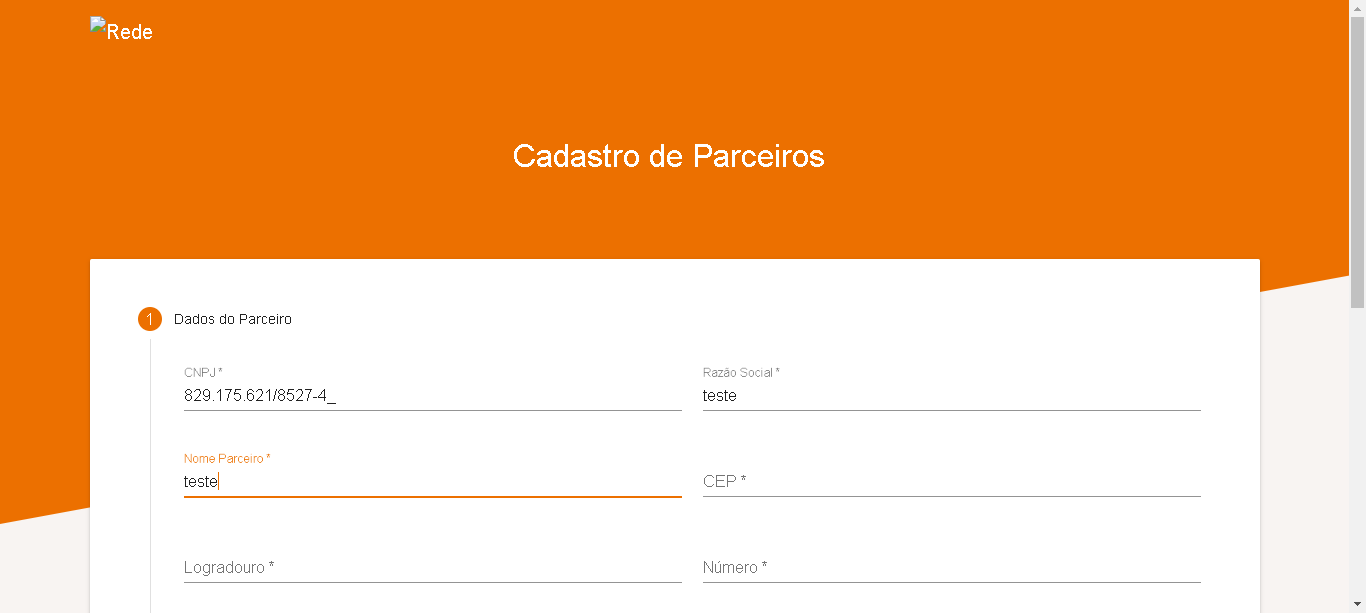 Rede
Cadastro de Parceiros
1 Dados do Parceiro
CNPJ * Razão Social *
829.175.621/8527-4_ teste
Nome Parceiro *
teste CEP *
Logradouro * Número *